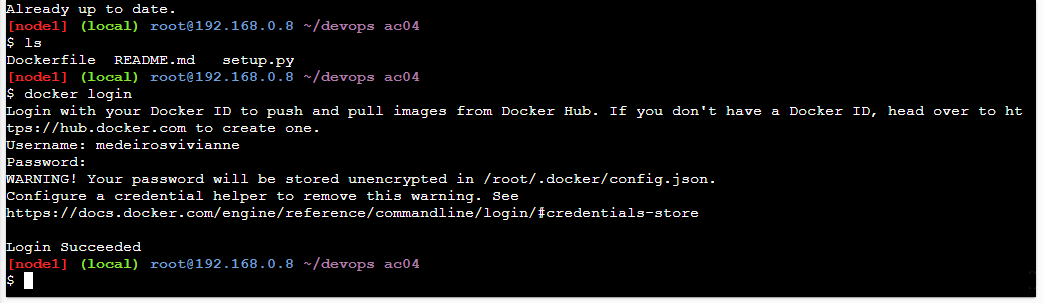 Already up to date.
[node1] (local) root@192.168.0.8 ~/devops ac04
$ ls
Dockerfile  README.md   setup.py
[node1] (local) root@192.168.0.8 ~/devops ac04
$ docker login
Login with your Docker ID to push and pull images from Docker Hub. If you don't have a Docker ID, head over to ht
tps://hub.docker.com to create one.
Username: medeirosvivianne
Password:
WARNING! Your password will be stored unencrypted in /root/.docker/config.json.
Configure a credential helper to remove this warning. See
https://docs.docker.com/engine/reference/commandline/login/#credentials-store
Login Succeeded
[node1] (local) root@192.168.0.8 ~/devops ac04
$